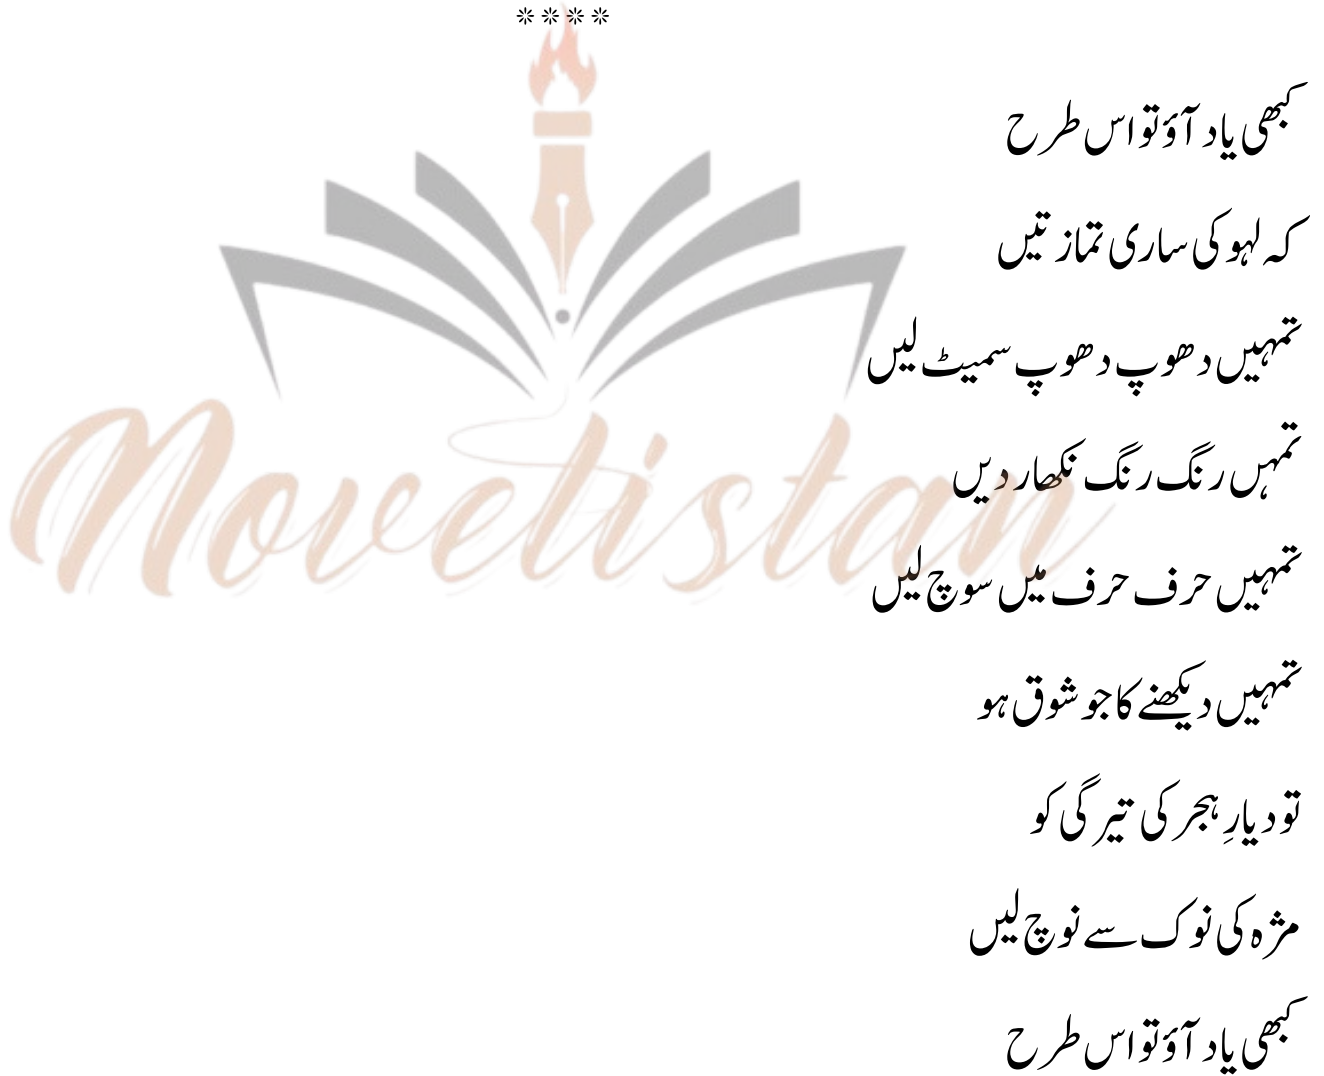 ****
کبھی یاد آؤ تو اس طرح
کہ لہو کی ساری تمازتیں
تمہیں دھوپ دھوپ سمیٹ لیں
تمہں رنگ رنگ نکھار دیں
تمہیں حرف حرف میں سوچ لیں
تمہیں دیکھنے کا جو شوق ہو
تو دیارِ ہجر کی تیرگی کو
مژہ کی نوک سے نوچ لیں
کبھی یاد آؤ تو اس طرح
Novelistan